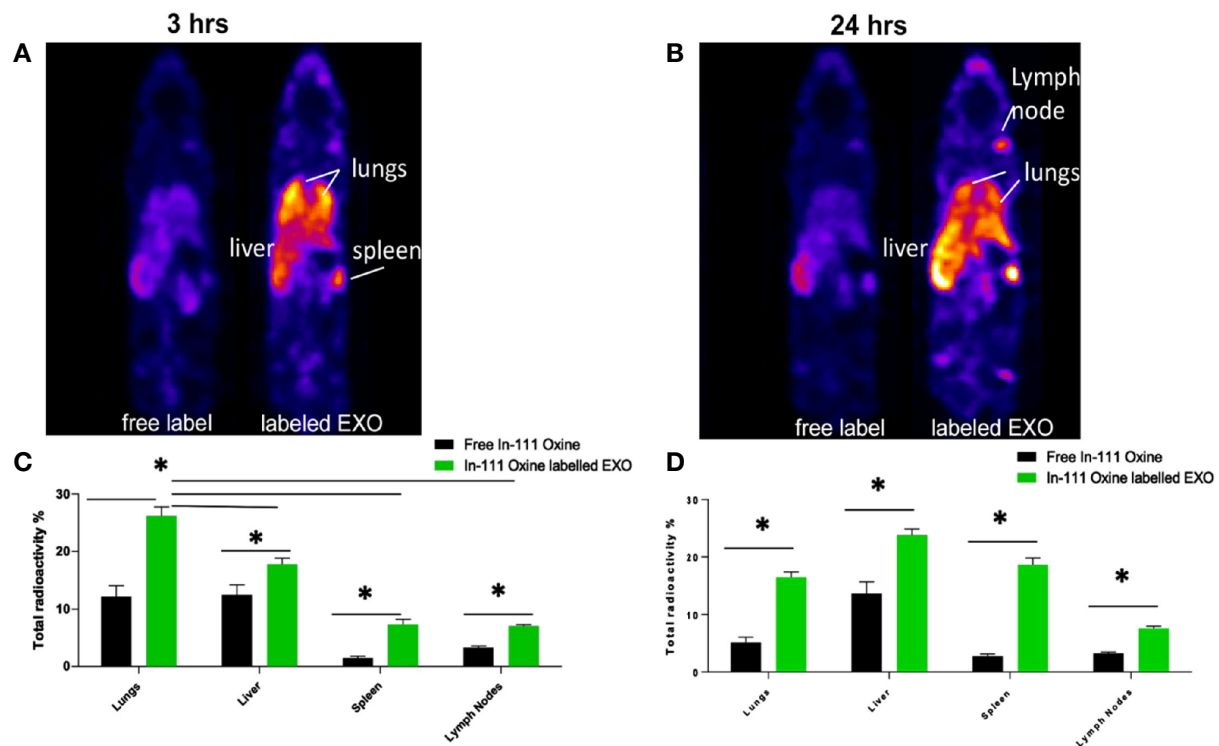 3 hrs
24 hrs
A
B
Lymph
node
lungs
lungs
liver
spleen
liver
free label
labeled EXO
free label
labeled EXO
C
Free In-111 Oxine
In-111 Oxine labelled EXO
D
Free In-111 Oxine
In-111 Oxine labelled EXO
Total radioactivity %
30
20
10
0
*
*
*
*
Lungs
Liver
Spleen
Lymph Nodes
Total radioactivity %
30
20
10
0
*
*
*
*
Lungs
Liver
Spleen
Lymph Nodes